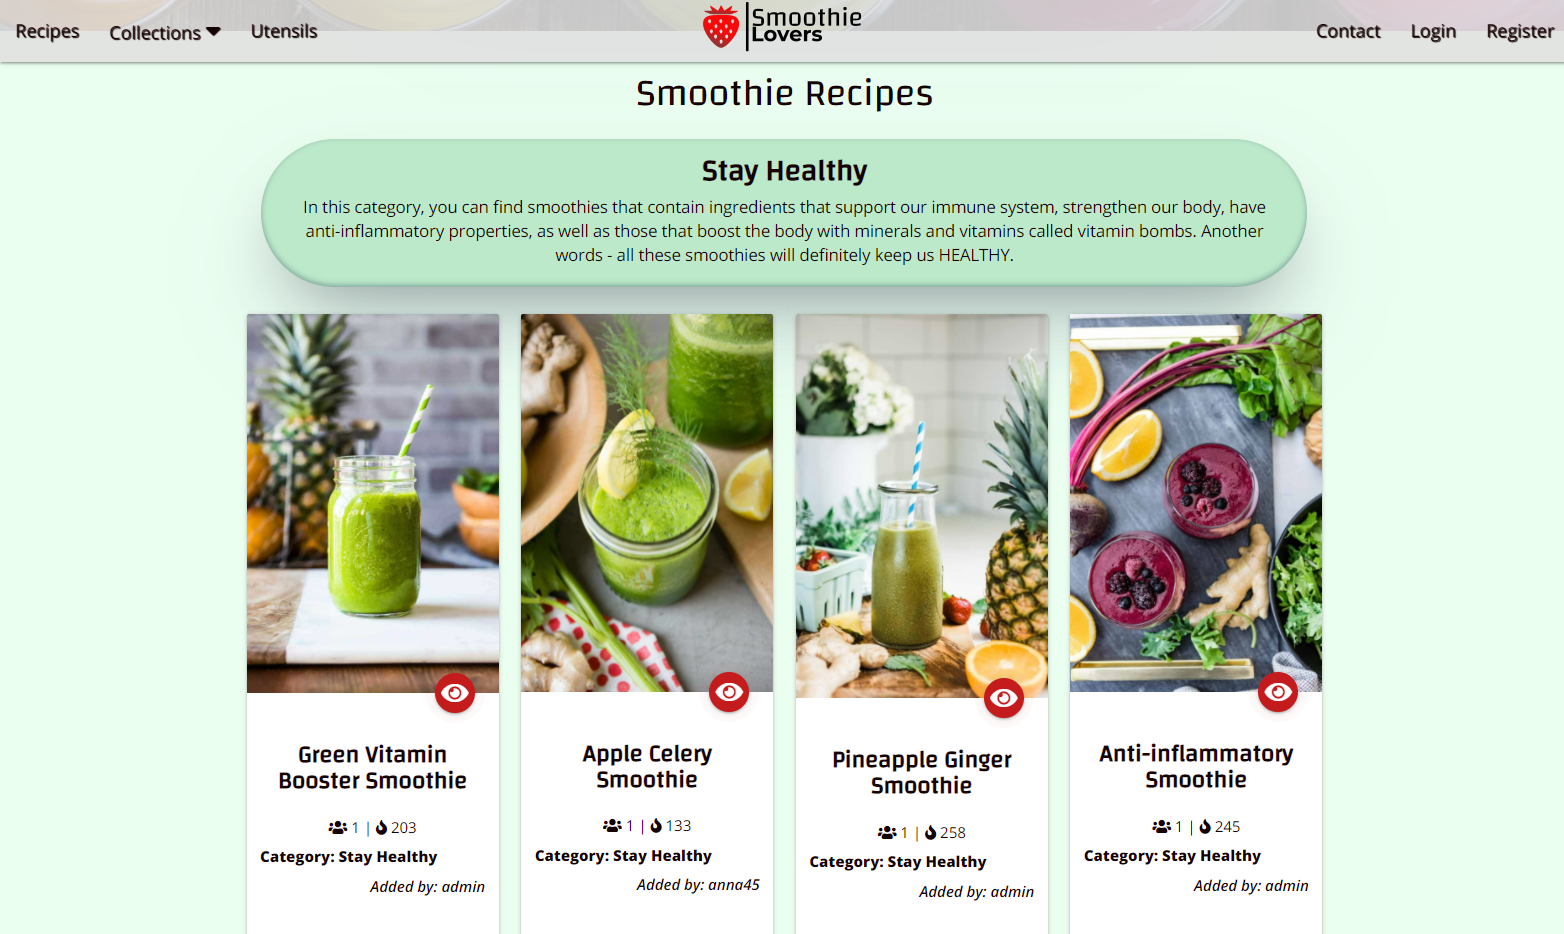 Recipes
Collections
Utensils
Smoothie
Lovers
Contact
Login
Register
Smoothie Recipes
Stay Healthy
In this category, you can find smoothies that contain ingredients that support our immune system, strengthen our body, have
anti-inflammatory properties, as well as those that boost the body with minerals and vitamins called vitamin bombs. Another
words - all these smoothies will definitely keep us HEALTHY.
Green Vitamin
Booster Smoothie
1 | 203
Category: Stay Healthy
Added by: admin
Apple Celery
Smoothie
1 | 133
Category: Stay Healthy
Added by: anna45
Pineapple Ginger
Smoothie
1 | 258
Category: Stay Healthy
Added by: admin
Anti-inflammatory
Smoothie
1 | 245
Category: Stay Healthy
Added by: admin